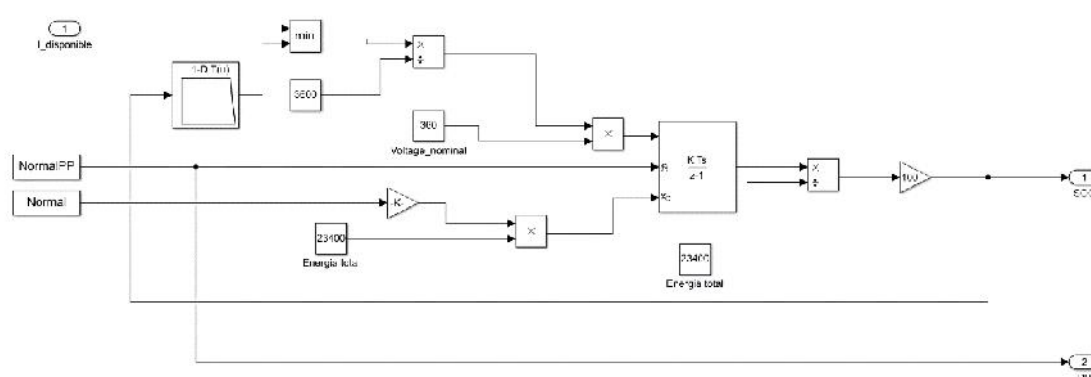 1
I_disponible
min
1-D T(u)
3600
×
÷
360
Voltage_nominal
×
NormalPP
Normal
-K-
23400
Energia tota
×
K Ts
z-1
×
÷
100
1
SOC
23400
Energia total
2